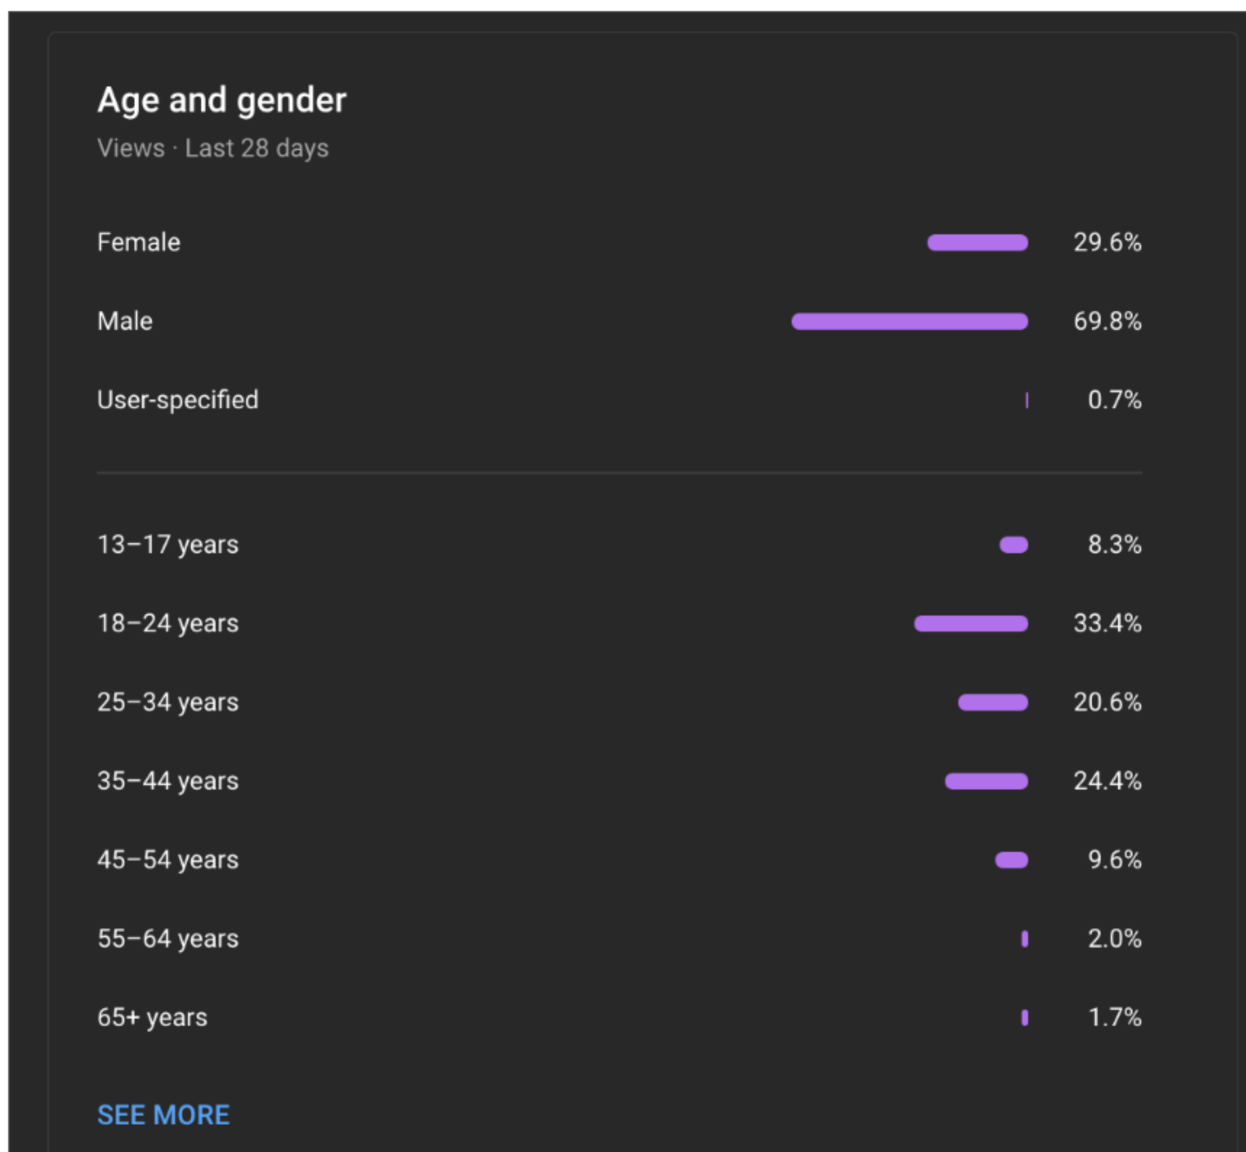 Age and gender
Views · Last 28 days
Female 29.6%
Male 69.8%
User-specified 0.7%
13–17 years 8.3%
18–24 years 33.4%
25–34 years 20.6%
35–44 years 24.4%
45–54 years 9.6%
55–64 years 2.0%
65+ years 1.7%
SEE MORE